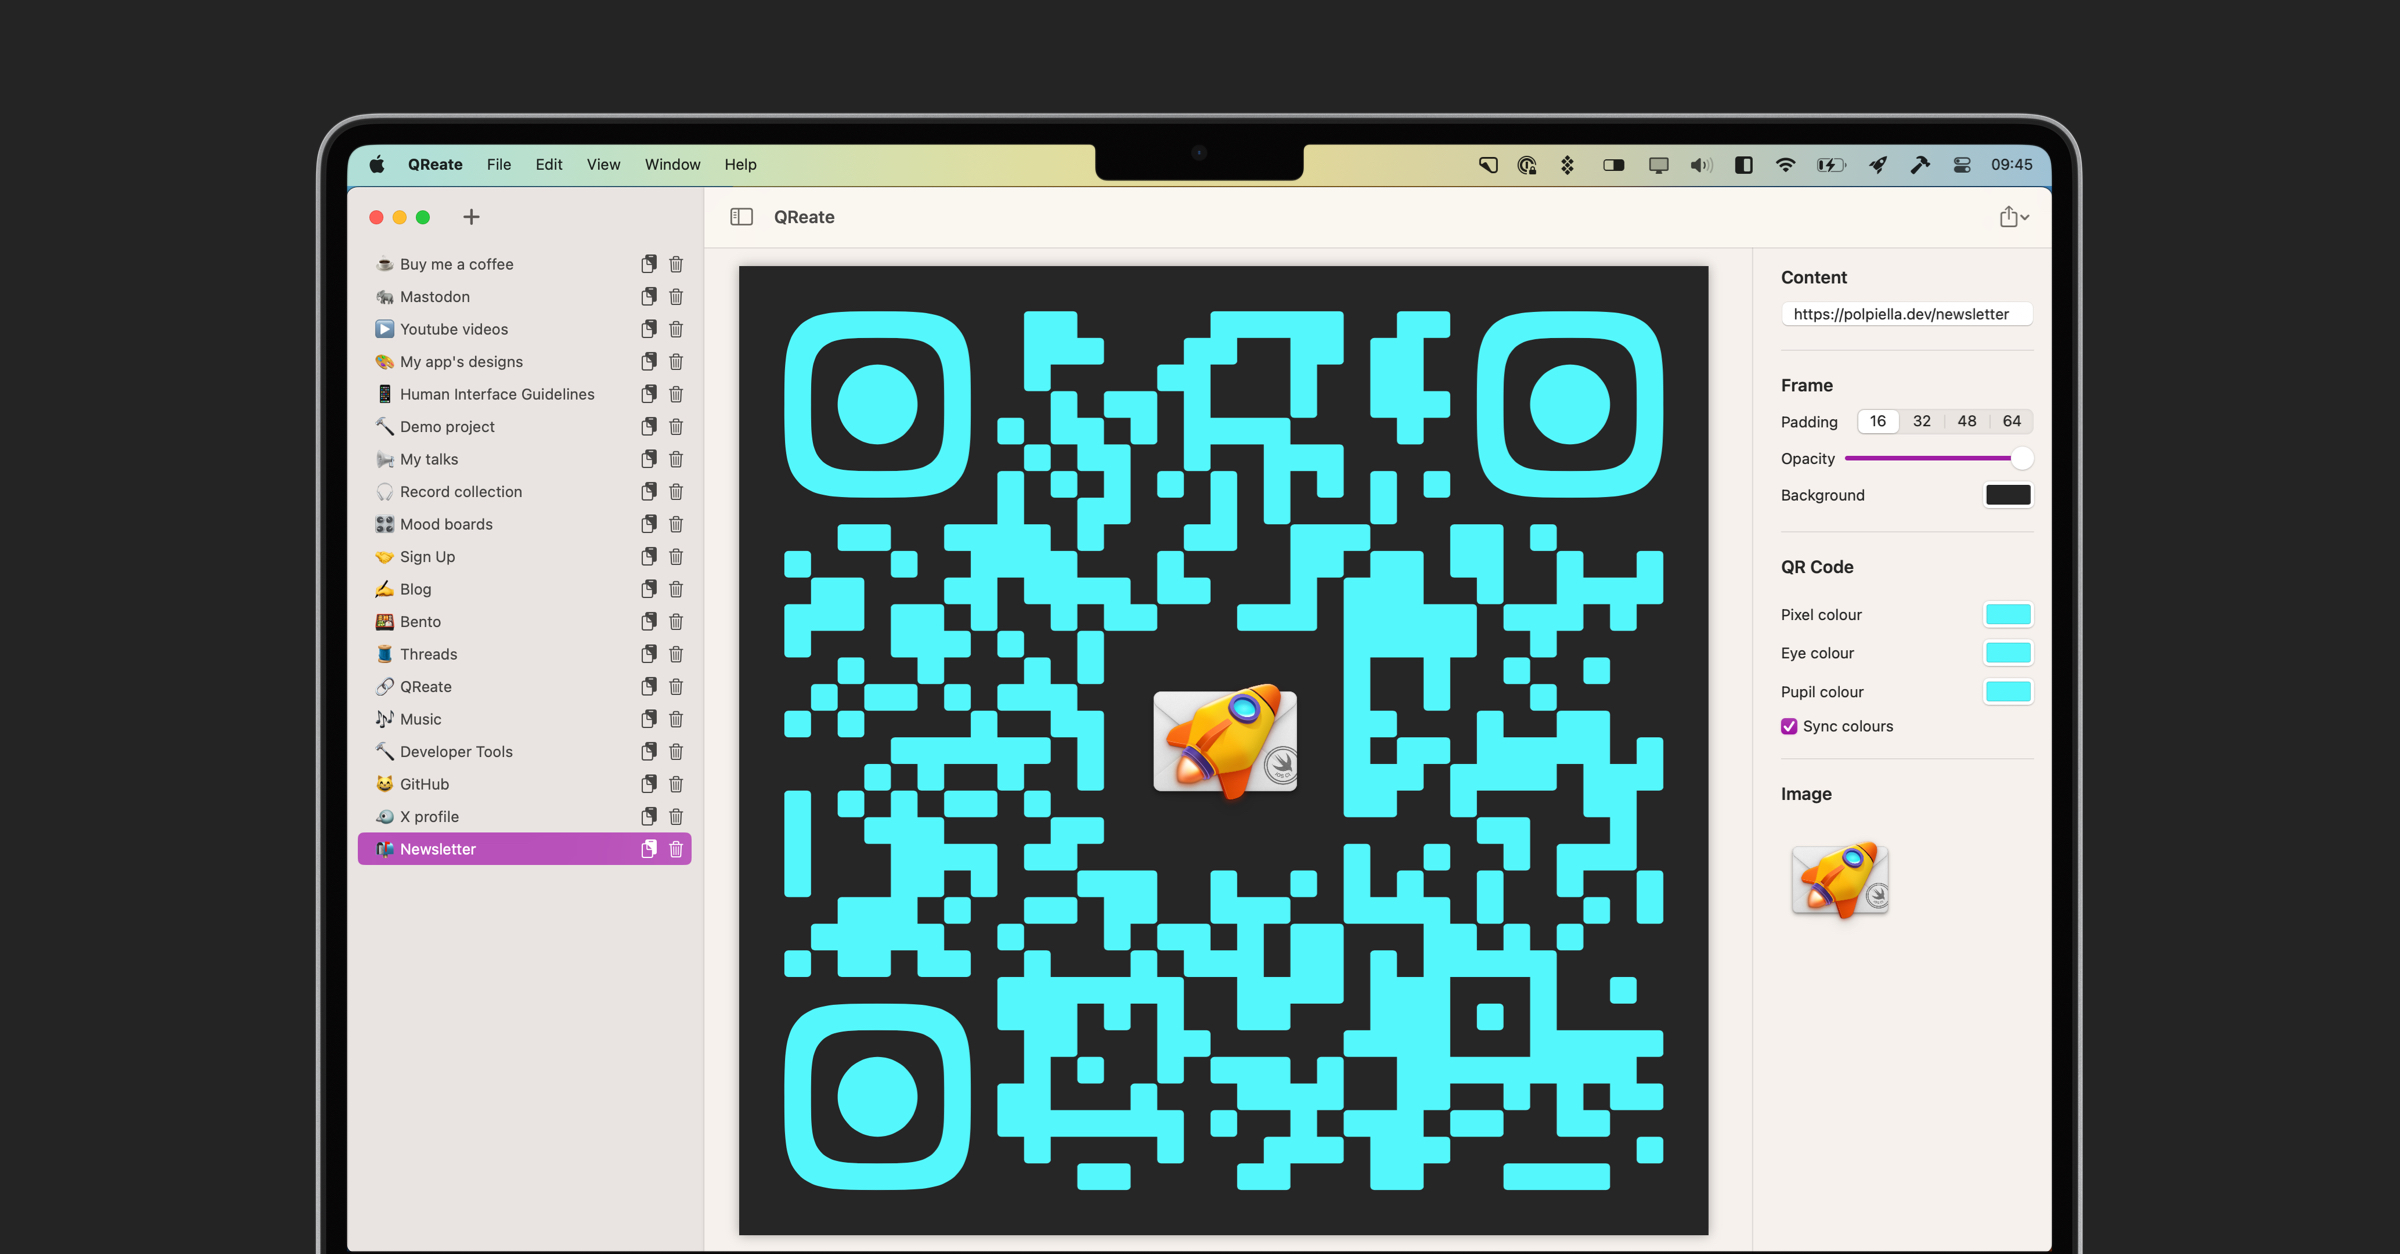 QReate File Edit View Window Help 09:45
QReate
Buy me a coffee
Mastodon
Youtube videos
My app's designs
Human Interface Guidelines
Demo project
My talks
Record collection
Mood boards
Sign Up
Blog
Bento
Threads
QReate
Music
Developer Tools
GitHub
X profile
Newsletter
Content
https://polpiella.dev/newsletter
Frame
Padding 16 32 48 64
Opacity
Background
QR Code
Pixel colour
Eye colour
Pupil colour
Sync colours
Image